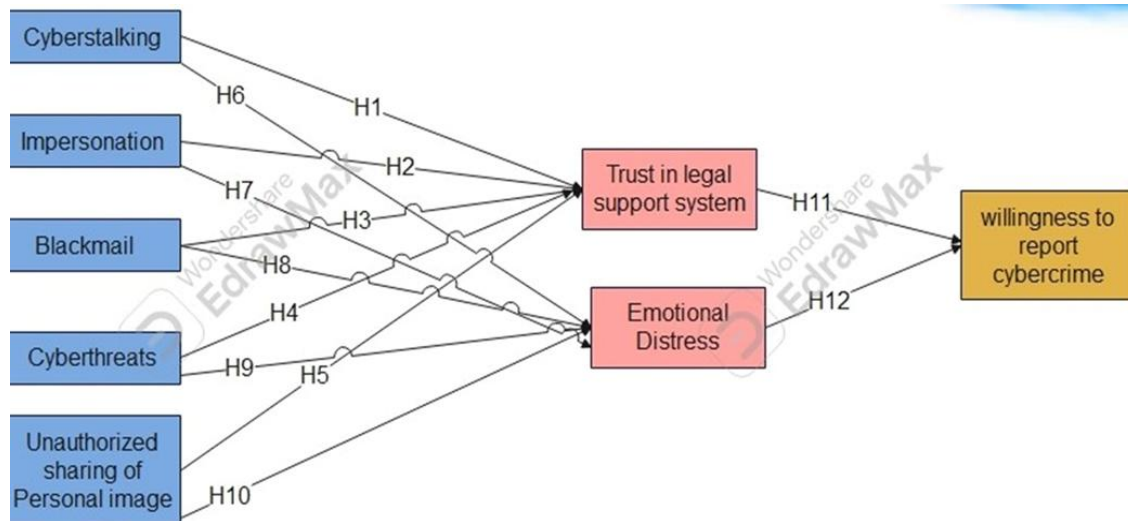 Cyberstalking
H6
H1
Impersonation
H2
H7
Trust in legal
support system
H11
willingness to
report
cybercrime
Blackmail
H3
H8
H4
Emotional
Distress
H12
Cyberthreats
H9
H5
Unauthorized
sharing of
Personal image
H10
Wondershare
EdrawMax
Wondershare
EdrawMax